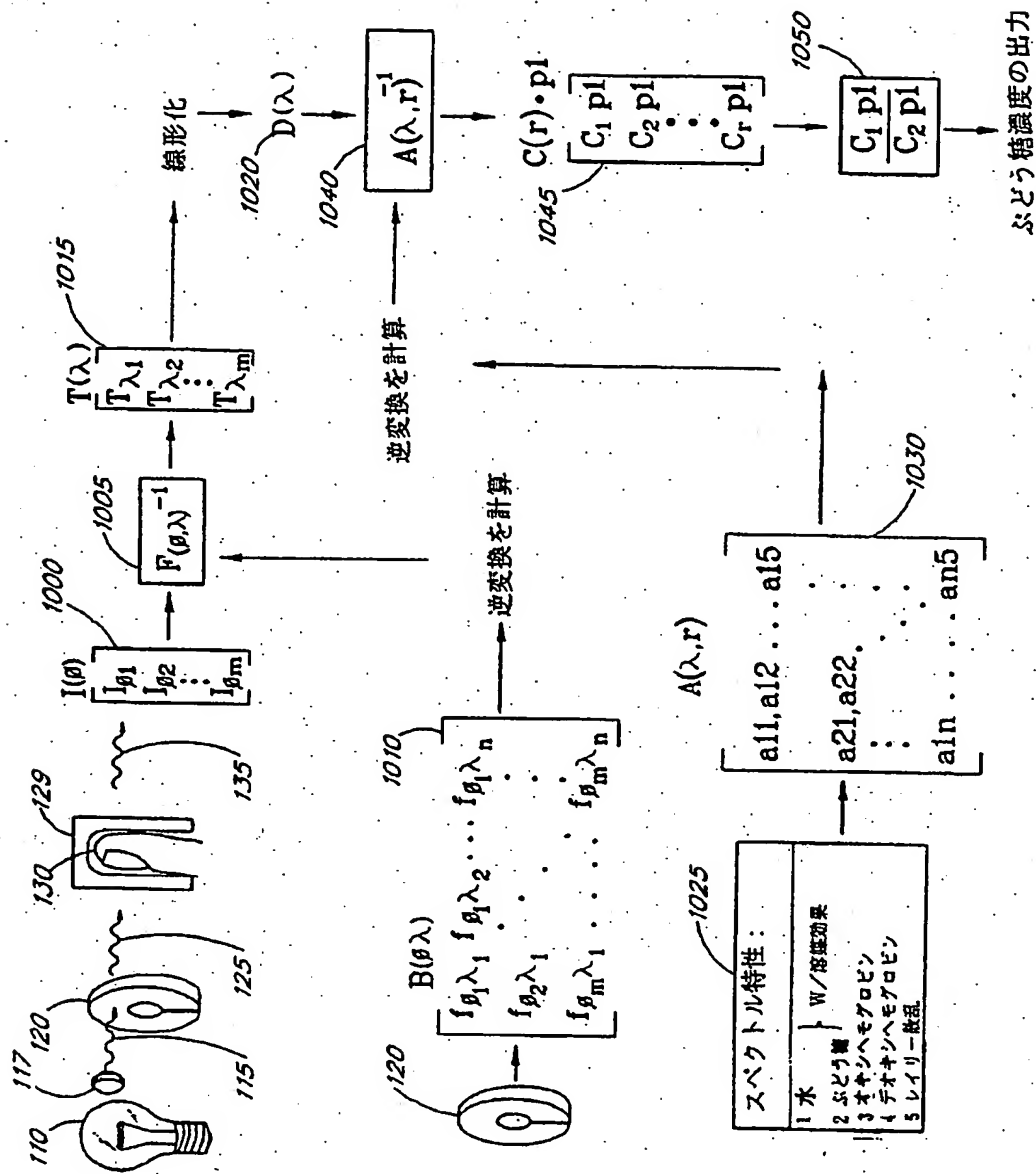 110
117
115
120
125
130
129
135
I(ø)
1000
Iø1
Iø2
⋮
Iøm
1005
F(ø,λ)⁻¹
T(λ)
1015
Tλ1
Tλ2
⋮
Tλm
線形化
1020
D(λ)
1040
A(λ,r)⁻¹
逆変換を計算
C(r)・pl
1045
C1 pl
C2 pl
⋮
Cr pl
1050
C1 pl
C2 pl
ぶどう糖濃度の出力
120
B(øλ)
1010
fø1λ1 fø1λ2 ... fø1λn
fø2λ1
fømλ1 . . . . fømλn
逆変換を計算
1025
スペクトル特性：
1 水
2 ぶどう糖
W/溶媒効果
3 オキシヘモグロビン
4 デオキシヘモグロビン
5 レイリー散乱
A(λ,r)
1030
a11,a12 ... a15
a21,a22.
⋮
a1n . . . . an5